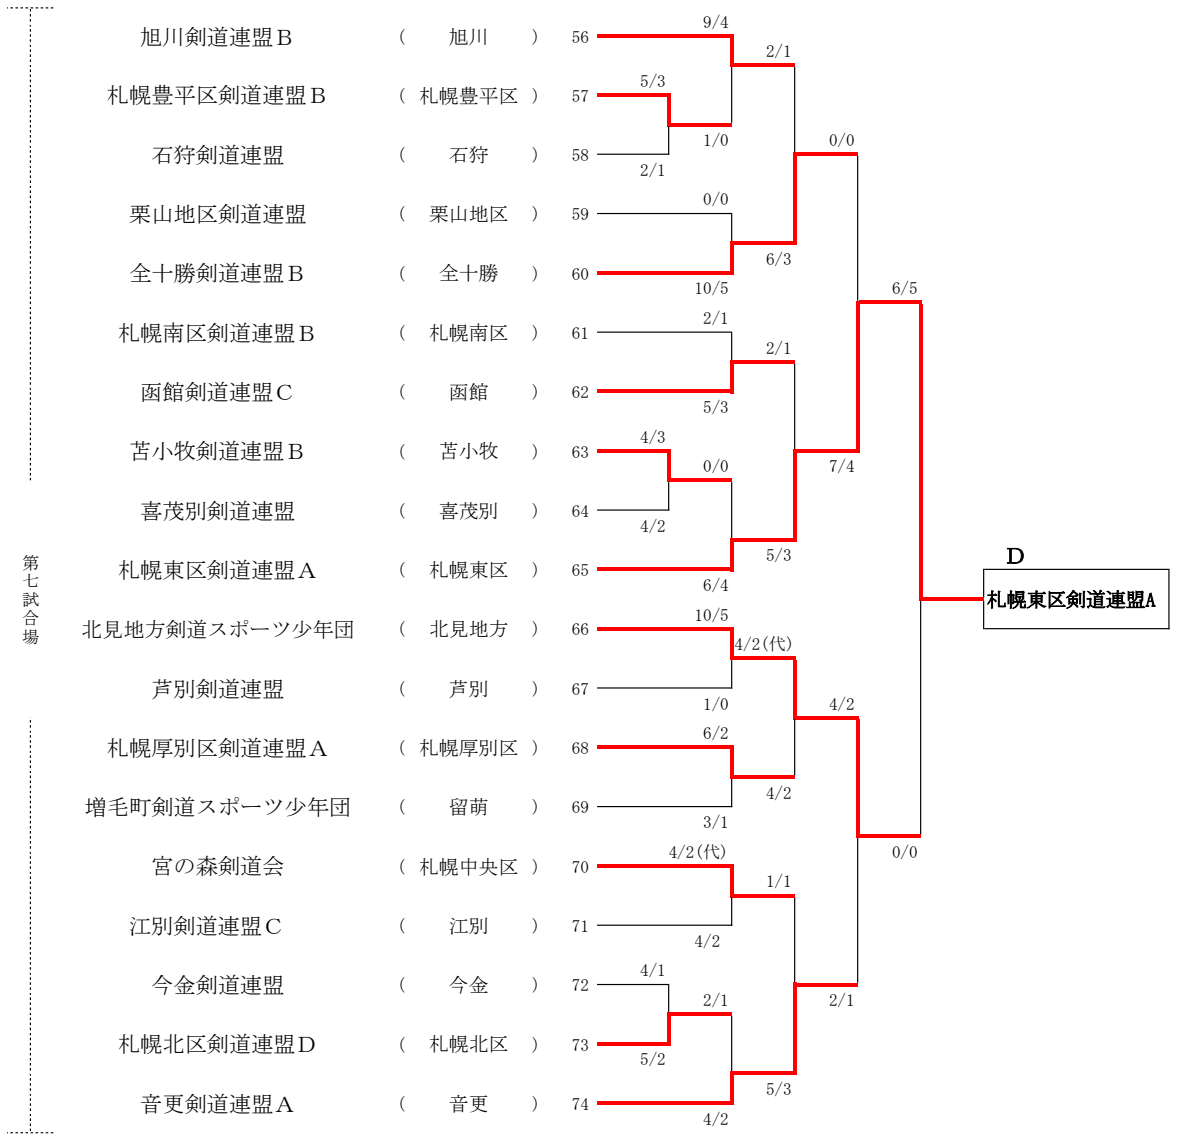 9/4
旭川剣道連盟Ｂ ( 旭川 ) 56
2/1
5/3
札幌豊平区剣道連盟Ｂ ( 札幌豊平区 ) 57
1/0
0/0
石狩剣道連盟 ( 石狩 ) 58
2/1
0/0
栗山地区剣道連盟 ( 栗山地区 ) 59
6/3
全十勝剣道連盟Ｂ ( 全十勝 ) 60
10/5
6/5
2/1
札幌南区剣道連盟Ｂ ( 札幌南区 ) 61
2/1
函館剣道連盟Ｃ ( 函館 ) 62
5/3
4/3
苫小牧剣道連盟Ｂ ( 苫小牧 ) 63
0/0
7/4
喜茂別剣道連盟 ( 喜茂別 ) 64
4/2
5/3
D
札幌東区剣道連盟Ａ ( 札幌東区 ) 65
6/4
第七試合場
札幌東区剣道連盟A
10/5
北見地方剣道スポーツ少年団 ( 北見地方 ) 66
4/2(代)
芦別剣道連盟 ( 芦別 ) 67
1/0
4/2
6/2
札幌厚別区剣道連盟Ａ ( 札幌厚別区 ) 68
4/2
増毛町剣道スポーツ少年団 ( 留萌 ) 69
3/1
4/2(代)
0/0
宮の森剣道会 ( 札幌中央区 ) 70
1/1
江別剣道連盟Ｃ ( 江別 ) 71
4/2
4/1
今金剣道連盟 ( 今金 ) 72
2/1
2/1
札幌北区剣道連盟Ｄ ( 札幌北区 ) 73
5/2
5/3
音更剣道連盟Ａ ( 音更 ) 74
4/2